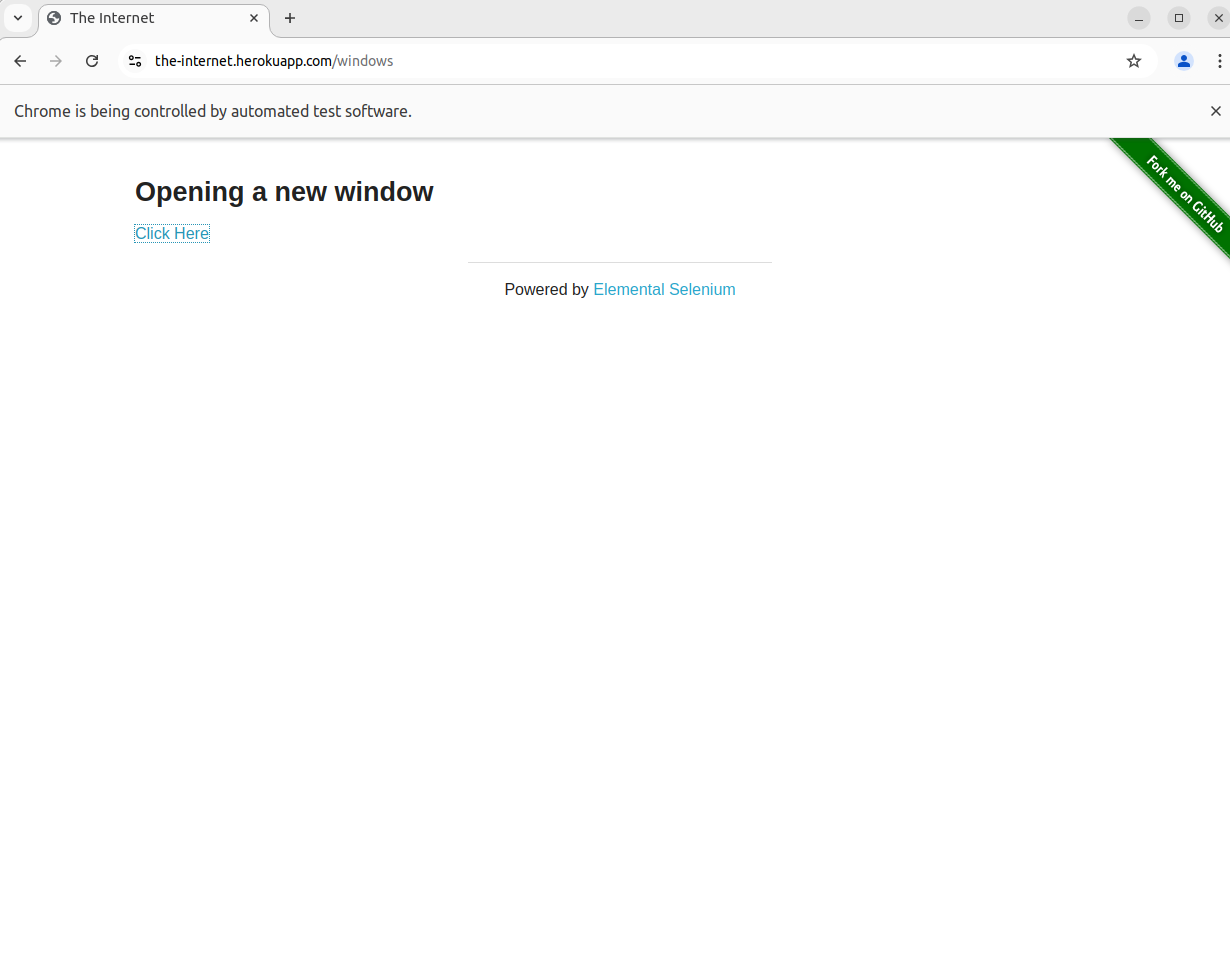 The Internet
the-internet.herokuapp.com/windows
Chrome is being controlled by automated test software.
Fork me on GitHub
Opening a new window
Click Here
Powered by Elemental Selenium